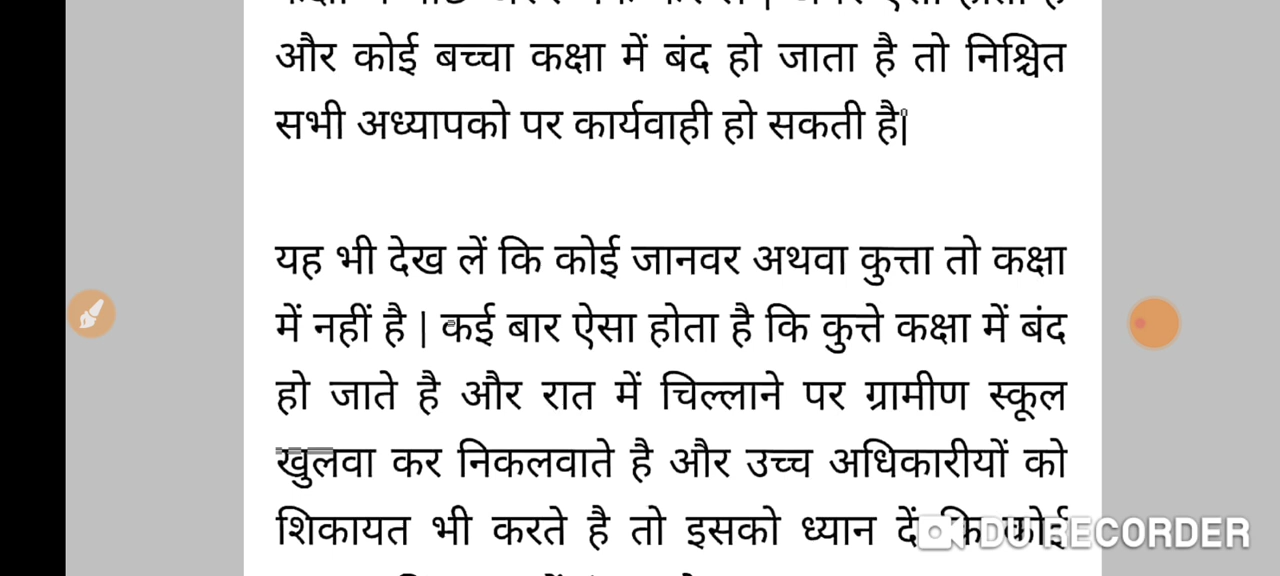 और कोई बच्चा कक्षा में बंद हो जाता है तो निश्चित
सभी अध्यापको पर कार्यवाही हो सकती है|
यह भी देख लें कि कोई जानवर अथवा कुत्ता तो कक्षा
में नहीं है | कई बार ऐसा होता है कि कुत्ते कक्षा में बंद
हो जाते है और रात में चिल्लाने पर ग्रामीण स्कूल
खुलवा कर निकलवाते है और उच्च अधिकारीयों को
शिकायत भी करते है तो इसको ध्यान दें कि कोई
DU RECORDER